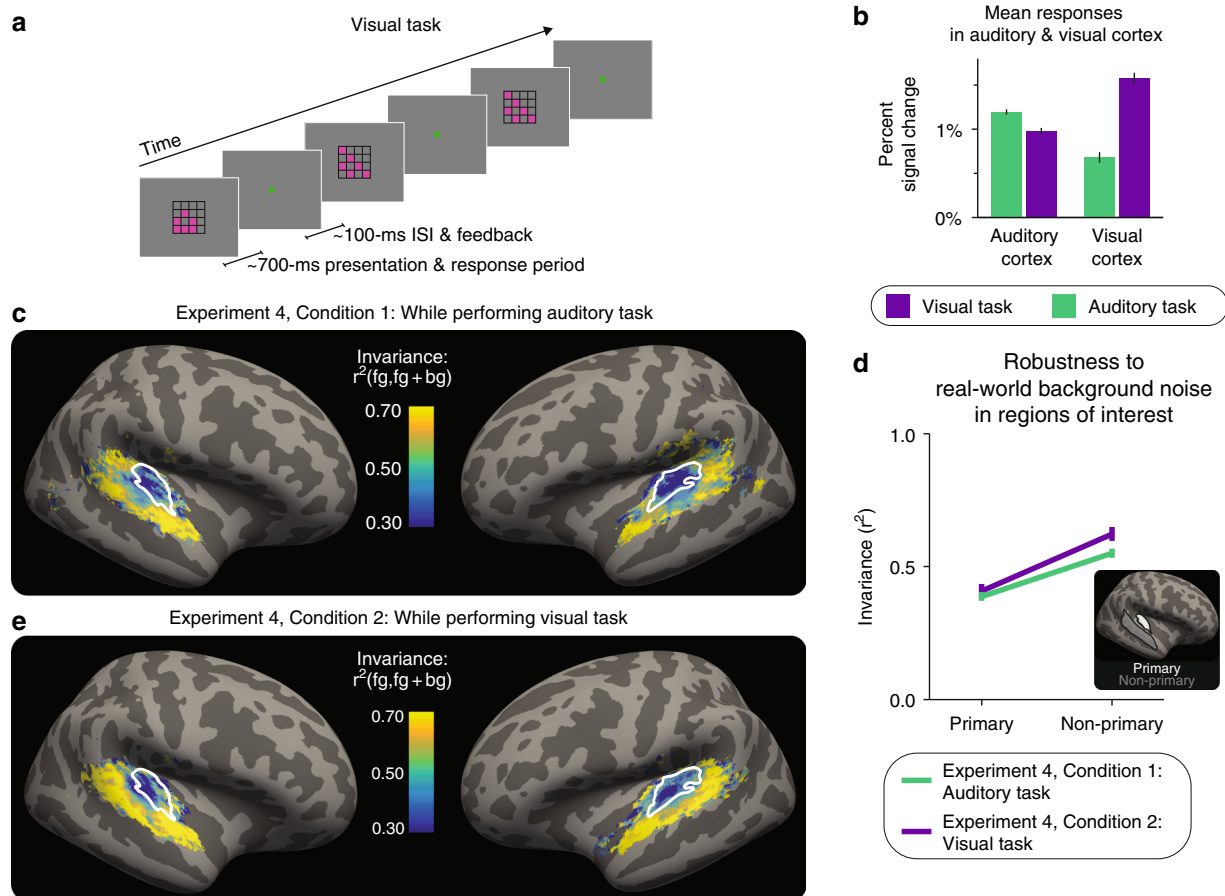 a
Visual task
Time
~100-ms ISI & feedback
~700-ms presentation & response period
b
Mean responses
in auditory & visual cortex
Percent
signal change
1%
0%
Auditory
cortex
Visual
cortex
Visual task
Auditory task
c
Experiment 4, Condition 1: While performing auditory task
Invariance:
r²(fg,fg + bg)
0.70
0.50
0.30
d
Robustness to
real-world background noise
in regions of interest
Invariance (r²)
1.0
0.5
0.0
Primary
Non-primary
Primary
Non-primary
Experiment 4, Condition 1:
Auditory task
Experiment 4, Condition 2:
Visual task
e
Experiment 4, Condition 2: While performing visual task
Invariance:
r²(fg,fg + bg)
0.70
0.50
0.30